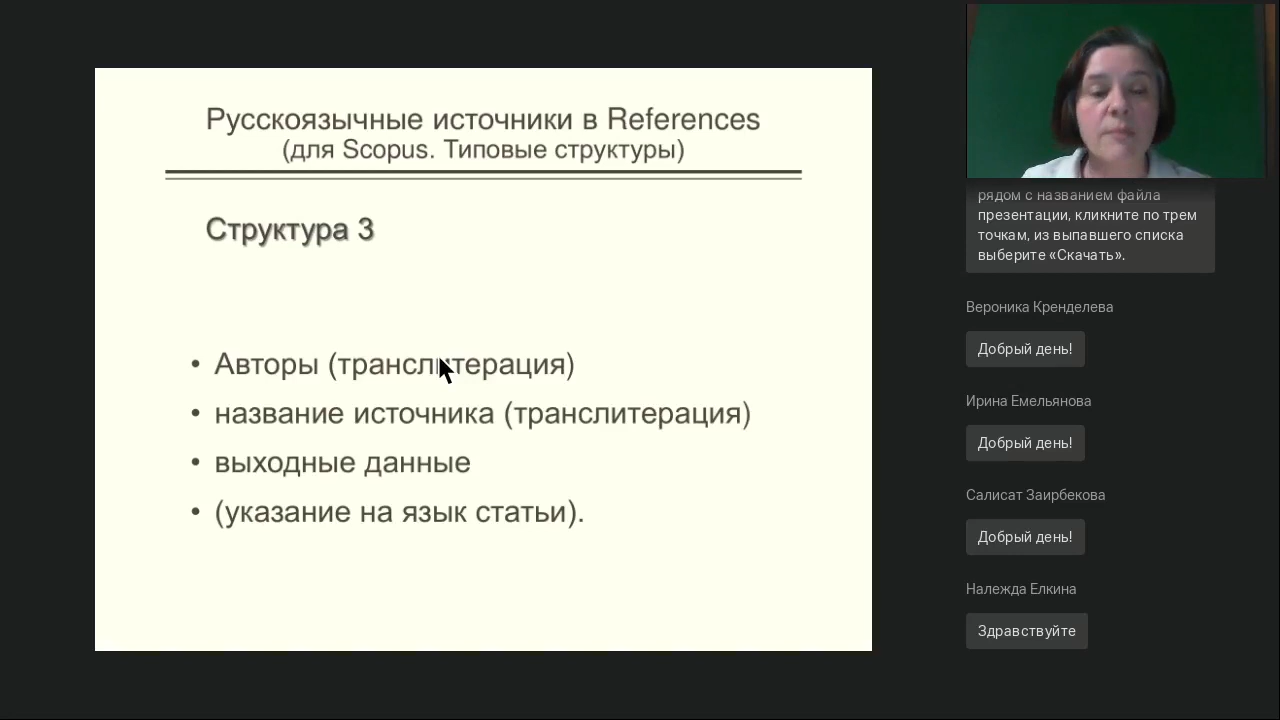 Русскоязычные источники в References
(для Scopus. Типовые структуры)
Структура 3
• Авторы (транслитерация)
• название источника (транслитерация)
• выходные данные
• (указание на язык статьи).
рядом с названием файла
презентации, кликните по трем
точкам, из выпавшего списка
выберите «Скачать».
Вероника Кренделева
Добрый день!
Ирина Емельянова
Добрый день!
Салисат Заирбекова
Добрый день!
Належда Елкина
Здравствуйте